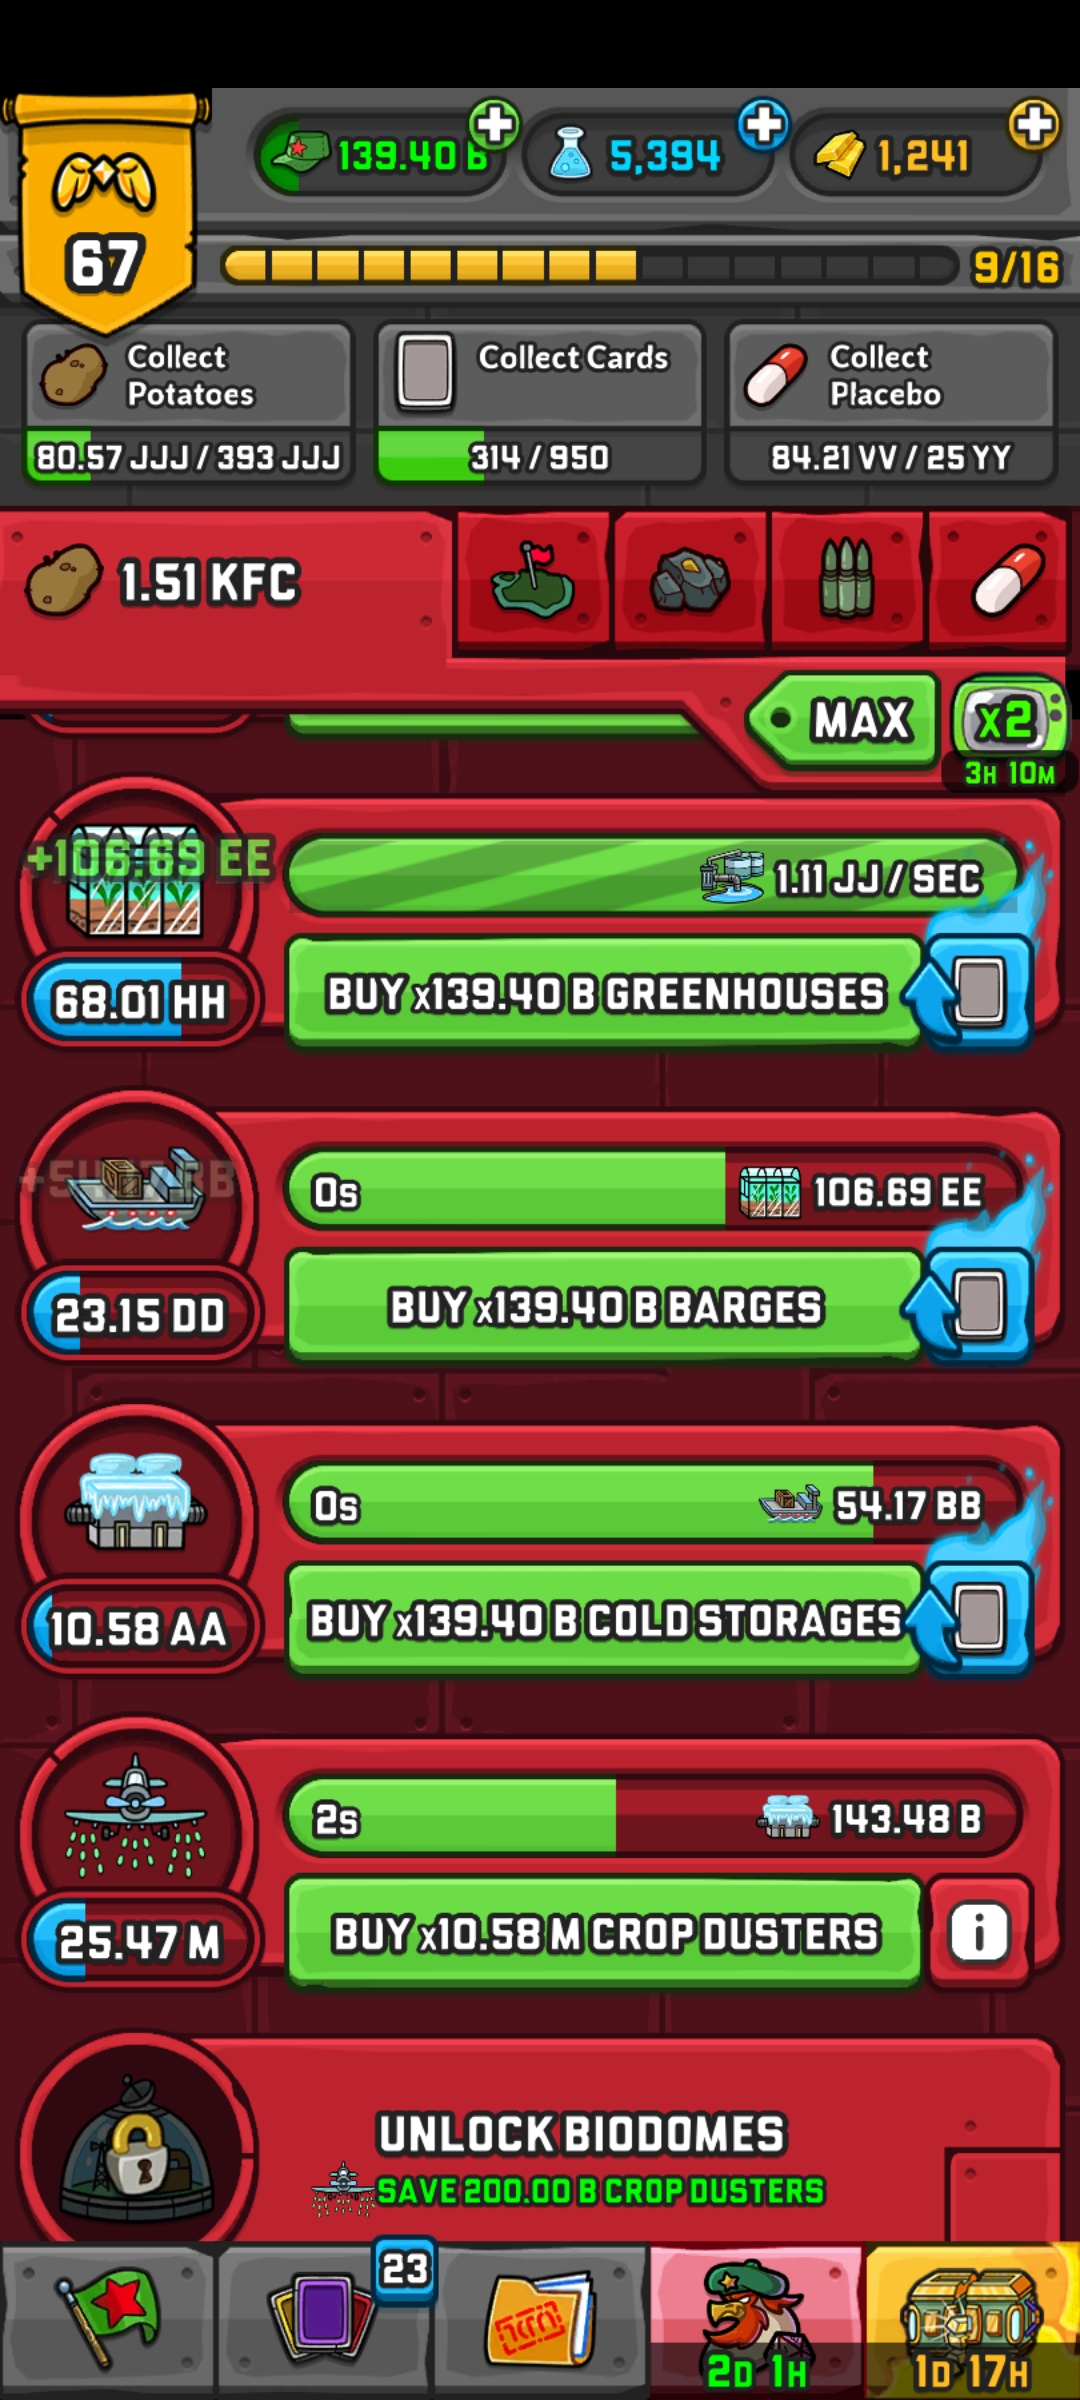 139.40 B
5,394
1,241
67
9/16
Collect
Potatoes
80.57 JJJ / 393 JJJ
Collect Cards
314 / 950
Collect
Placebo
84.21 VV / 25 YY
1.51 KFC
MAX
x2
3H 10M
+106.69 EE
1.11 JJ / SEC
68.01 HH
BUY x139.40 B GREENHOUSES
0s
106.69 EE
23.15 DD
BUY x139.40 B BARGES
0s
54.17 BB
10.58 AA
BUY x139.40 B COLD STORAGES
2s
143.48 B
25.47 M
BUY x10.58 M CROP DUSTERS
i
UNLOCK BIODOMES
SAVE 200.00 B CROP DUSTERS
23
2D 1H
1D 17H